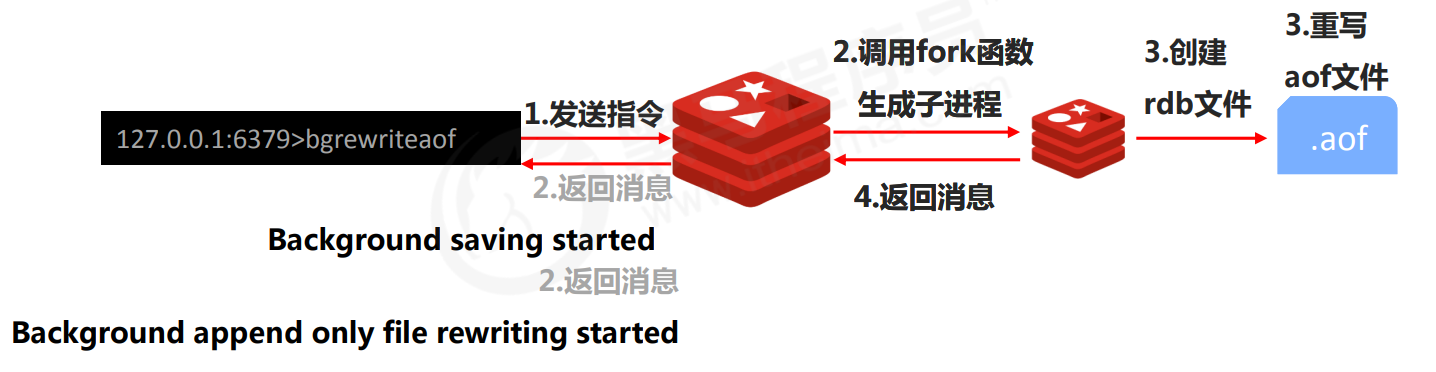 3.重写
aof文件
2.调用fork函数
生成子进程
3.创建
rdb文件
1.发送指令
127.0.0.1:6379>bgrewriteaof
.aof
2.返回消息
4.返回消息
Background saving started
2.返回消息
Background append only file rewriting started